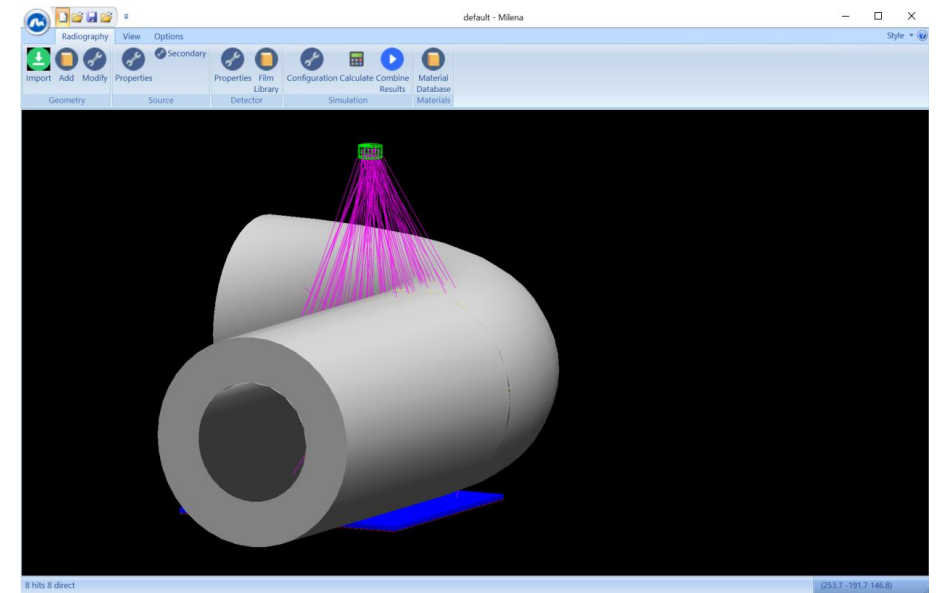 default - Milena
Radiography View Options Style
Import Add Modify Properties Secondary Properties Film Library Configuration Calculate Combine Results Material Database
Geometry Source Detector Simulation Materials
8 hits 8 direct (253.7 -191.7 146.8)